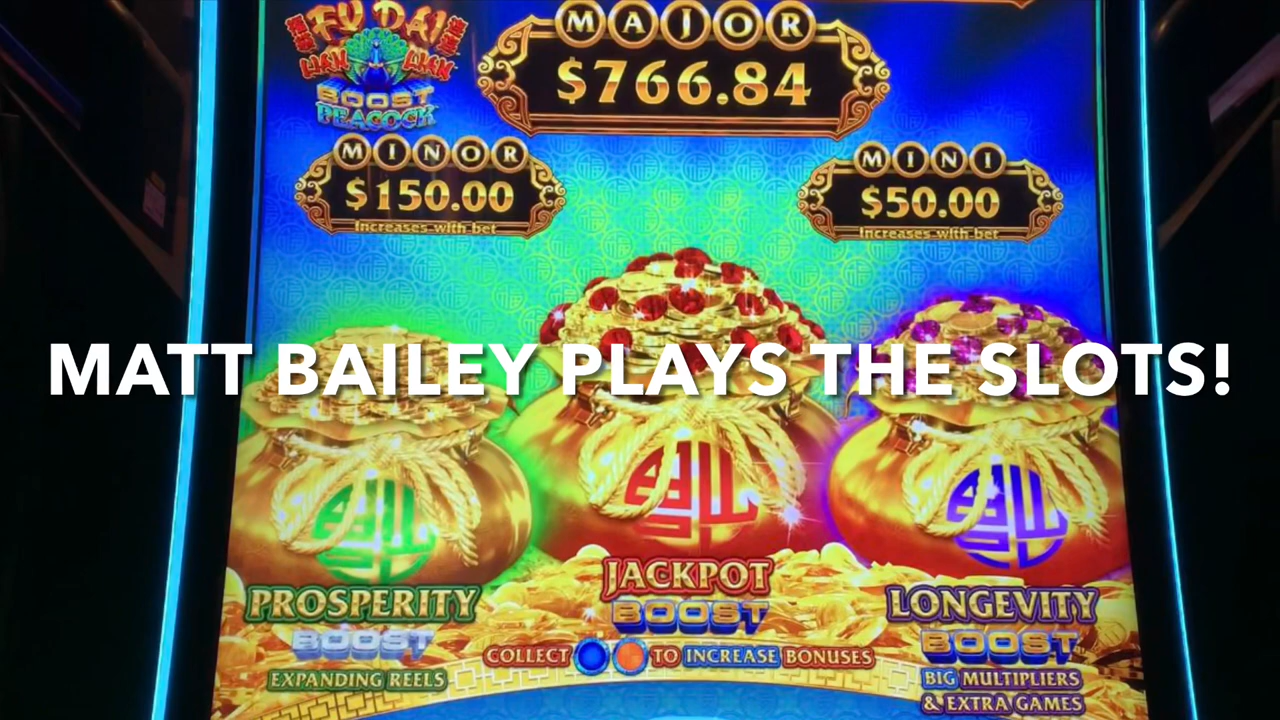 FU DAI
LIAN LIAN
BOOST
PEACOCK
MAJOR
$766.84
MINOR
$150.00
Increases with bet
MINI
$50.00
Increases with bet
MATT BAILEY PLAYS THE SLOTS!
PROSPERITY
BOOST
EXPANDING REELS
JACKPOT
BOOST
COLLECT TO INCREASE BONUSES
LONGEVITY
BOOST
BIG MULTIPLIERS
& EXTRA GAMES